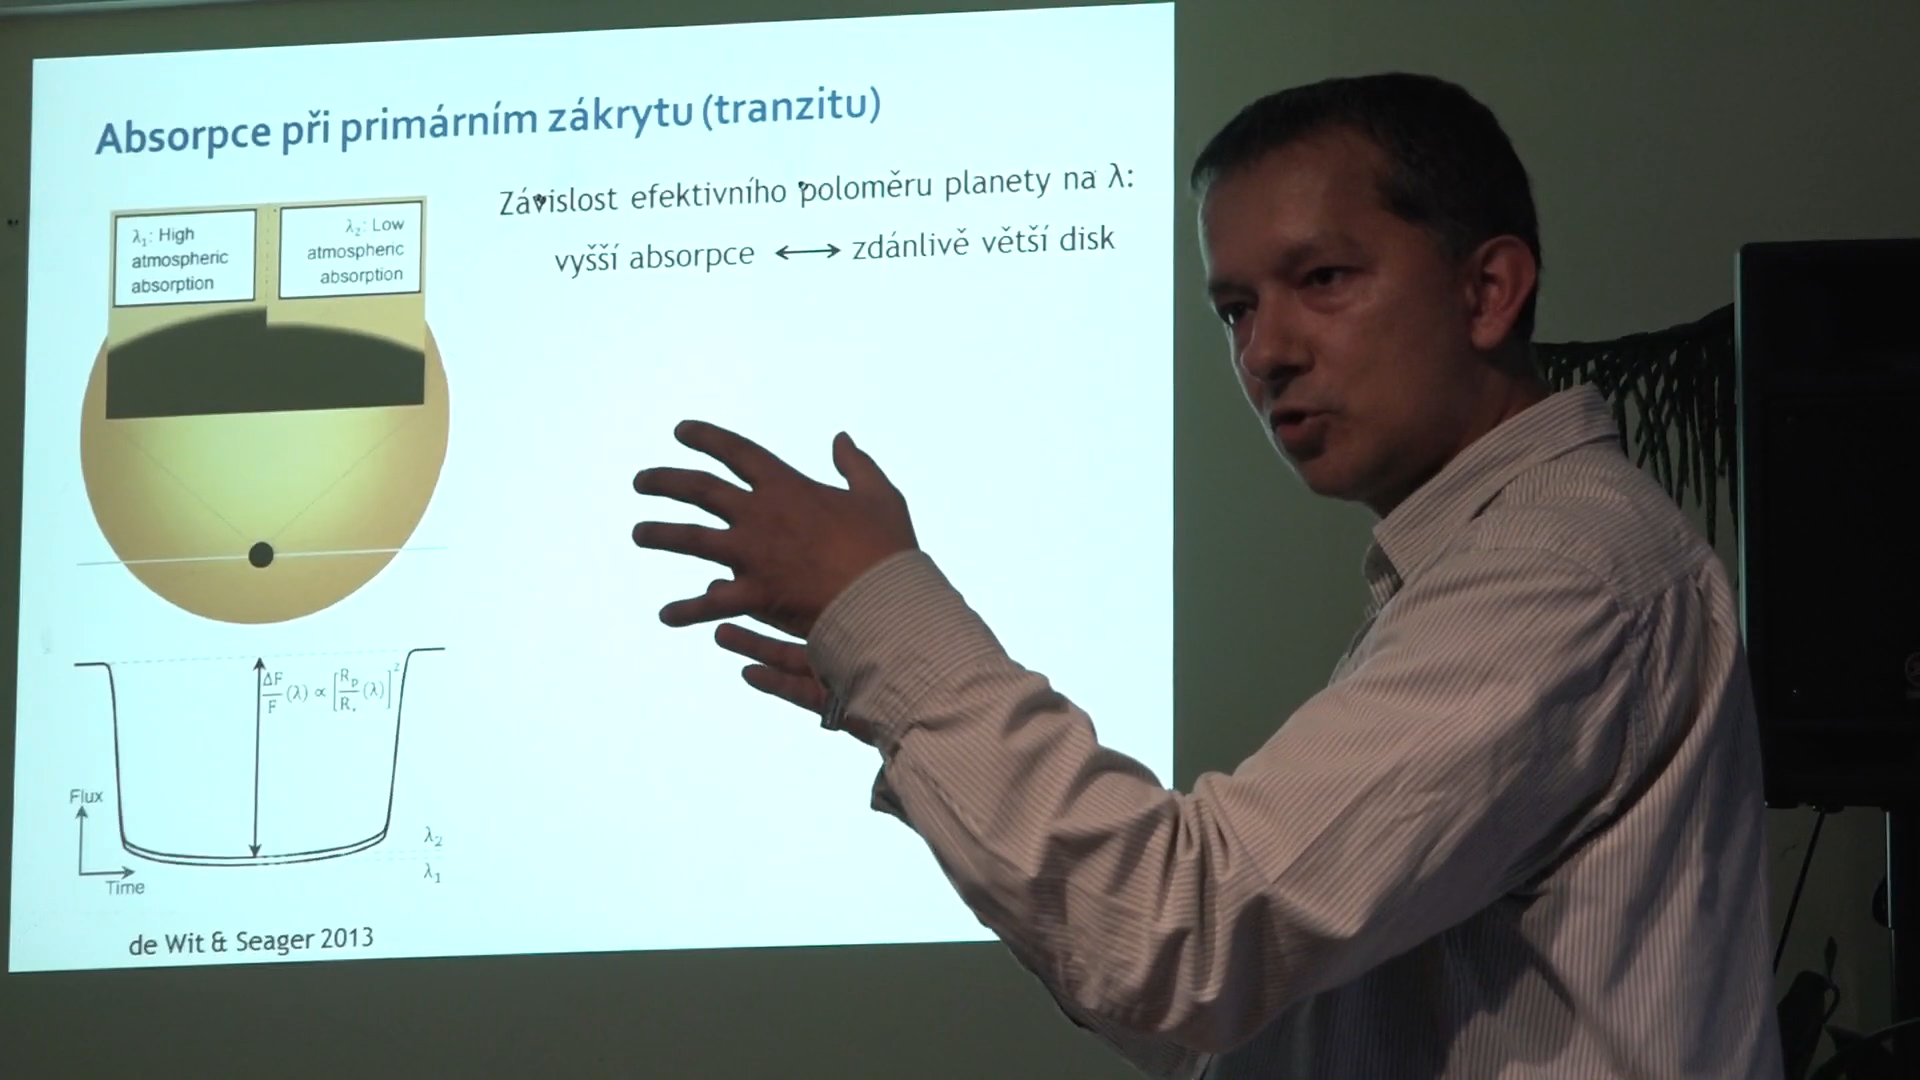 Absorpce při primárním zákrytu (tranzitu)
Závislost efektivního poloměru planety na λ:
vyšší absorpce ⟷ zdánlivě větší disk
λ₁: High
atmospheric
absorption
λ₂: Low
atmospheric
absorption
ΔF/F (λ) ∝ [Rₚ/R* (λ)]²
Flux
Time
λ₂
λ₁
de Wit & Seager 2013